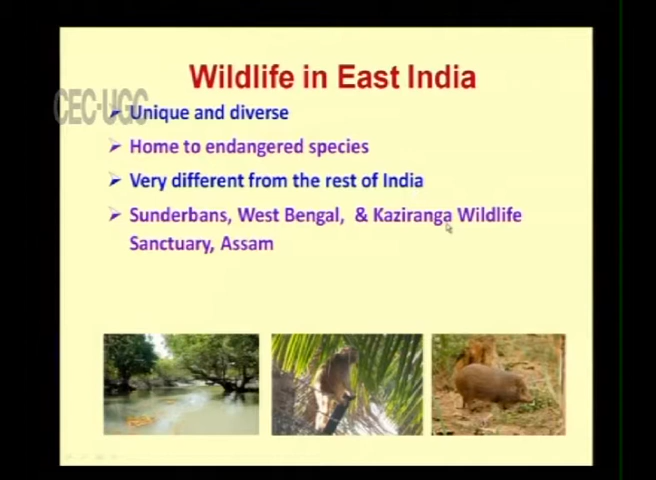 Wildlife in East India
CEC-UGC
Unique and diverse
Home to endangered species
Very different from the rest of India
Sunderbans, West Bengal, & Kaziranga Wildlife
Sanctuary, Assam